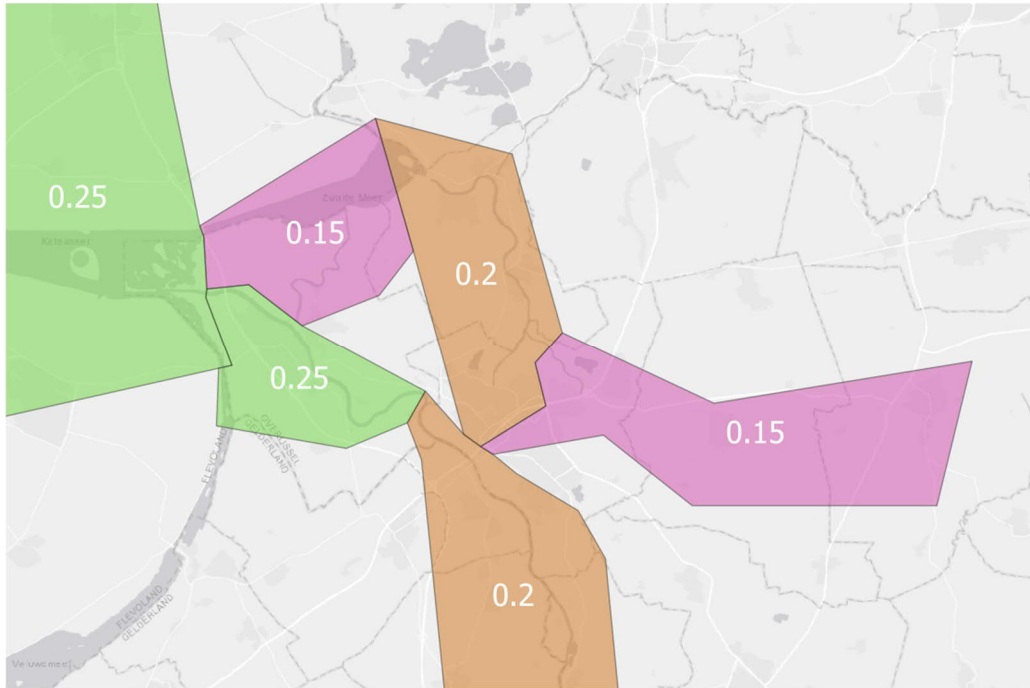 0.25
Zwarte Meer
0.15
Ketelmeer
0.2
0.25
OVERIJSSEL
GELDERLAND
0.15
FLEVOLAND
0.2
FLEVOLAND
GELDERLAND
Veluwemeer